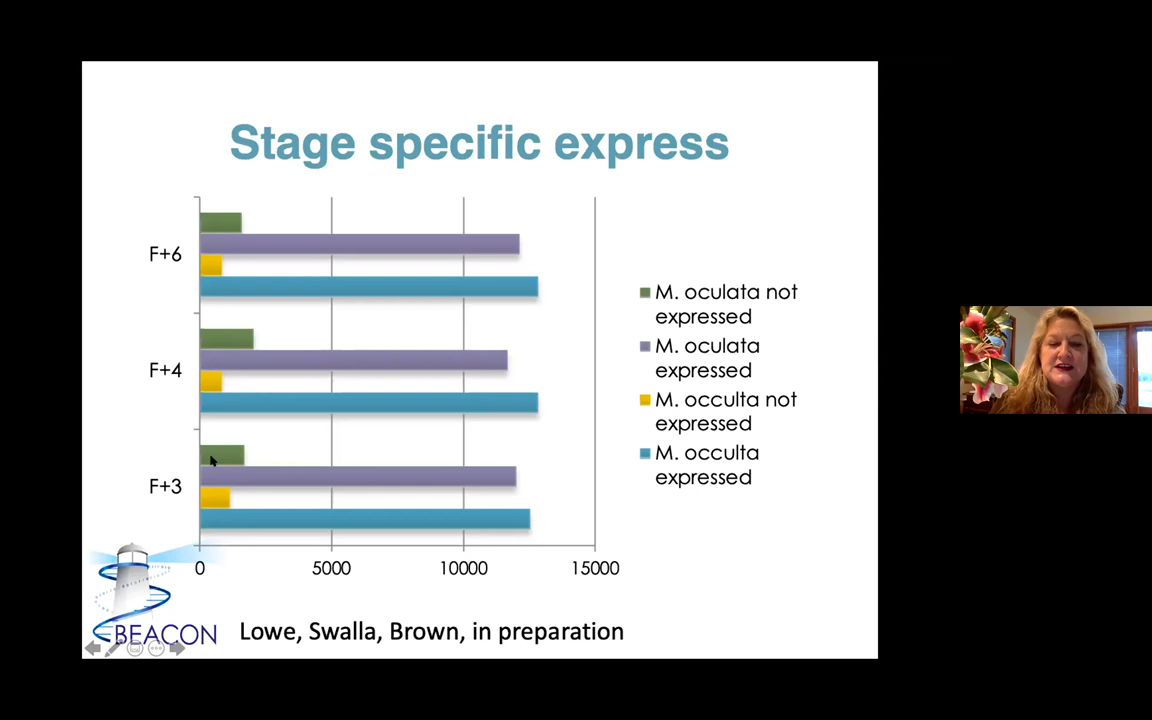 Stage specific express
F+6
F+4
F+3
0 5000 10000 15000
M. oculata not
expressed
M. oculata
expressed
M. occulta not
expressed
M. occulta
expressed
BEACON
Lowe, Swalla, Brown, in preparation